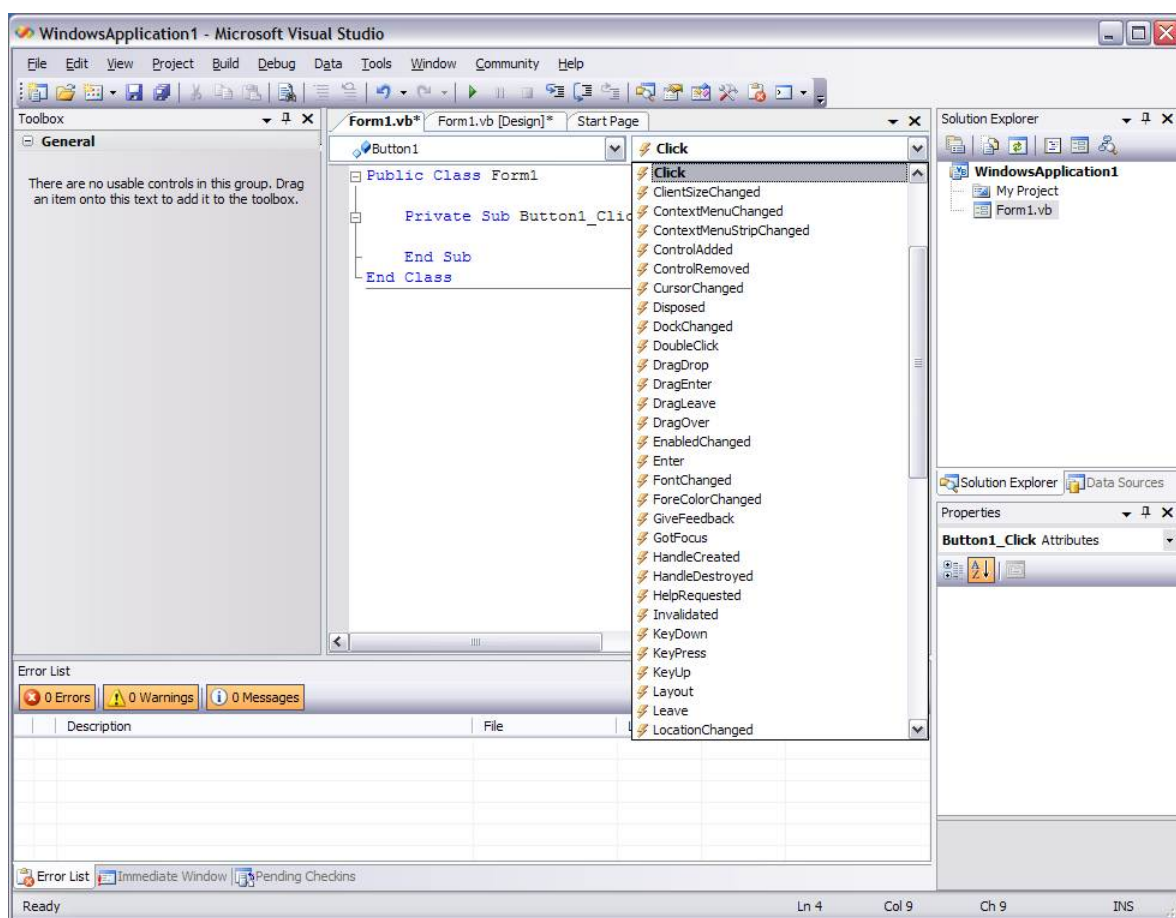 WindowsApplication1 - Microsoft Visual Studio
File Edit View Project Build Debug Data Tools Window Community Help
Toolbox
General
There are no usable controls in this group. Drag
an item onto this text to add it to the toolbox.
Form1.vb* Form1.vb [Design]* Start Page
Button1
Click
Public Class Form1
Private Sub Button1_Clic
End Sub
End Class
Click
ClientSizeChanged
ContextMenuChanged
ContextMenuStripChanged
ControlAdded
ControlRemoved
CursorChanged
Disposed
DockChanged
DoubleClick
DragDrop
DragEnter
DragLeave
DragOver
EnabledChanged
Enter
FontChanged
ForeColorChanged
GiveFeedback
GotFocus
HandleCreated
HandleDestroyed
HelpRequested
Invalidated
KeyDown
KeyPress
KeyUp
Layout
Leave
LocationChanged
Solution Explorer
WindowsApplication1
My Project
Form1.vb
Solution Explorer Data Sources
Properties
Button1_Click Attributes
Error List
0 Errors 0 Warnings 0 Messages
Description File
Error List Immediate Window Pending Checkins
Ready Ln 4 Col 9 Ch 9 INS